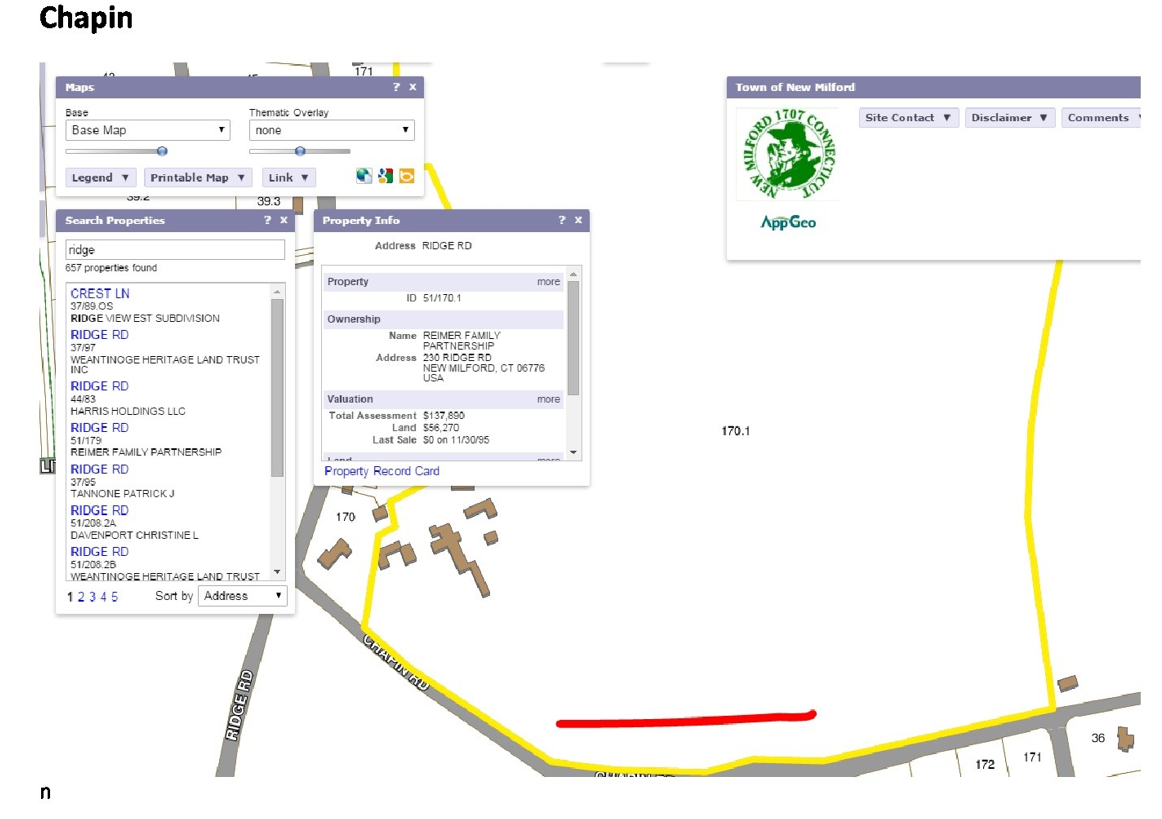 Chapin
171
Maps ? x
Base Thematic Overlay
Base Map none
Legend Printable Map Link
39.2
39.3
Town of New Milford
Site Contact Disclaimer Comments
NEW MILFORD 1707 CONNECTICUT
AppGeo
Search Properties ? x
ridge
657 properties found
CREST LN
37/89.OS
RIDGE VIEW EST SUBDIVISION
RIDGE RD
37/97
WEANTINOGE HERITAGE LAND TRUST
INC
RIDGE RD
44/83
HARRIS HOLDINGS LLC
RIDGE RD
51/179
REIMER FAMILY PARTNERSHIP
RIDGE RD
37/95
TANNONE PATRICK J
RIDGE RD
51/208.2A
DAVENPORT CHRISTINE L
RIDGE RD
51/208.2B
WEANTINOGE HERITAGE LAND TRUST
1 2 3 4 5 Sort by Address
Property Info ? x
Address RIDGE RD
Property more
ID 51/170.1
Ownership
Name REIMER FAMILY
PARTNERSHIP
Address 230 RIDGE RD
NEW MILFORD, CT 06776
USA
Valuation more
Total Assessment $137,890
Land $56,270
Last Sale $0 on 11/30/95
Land more
Property Record Card
170.1
170
CHAPIN RD
RIDGE RD
36
171
172
n